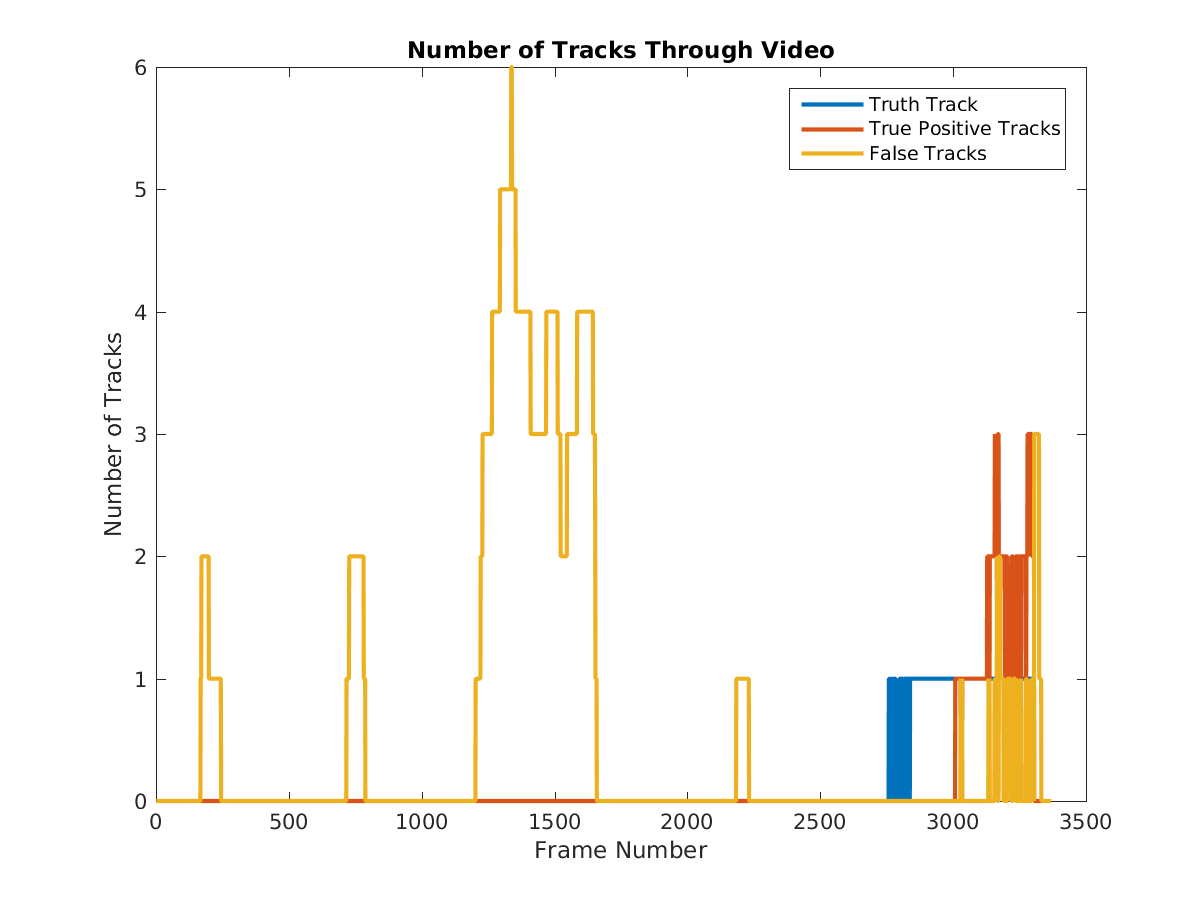 Number of Tracks Through Video
Truth Track
True Positive Tracks
False Tracks
Number of Tracks
6
5
4
3
2
1
0
0 500 1000 1500 2000 2500 3000 3500
Frame Number